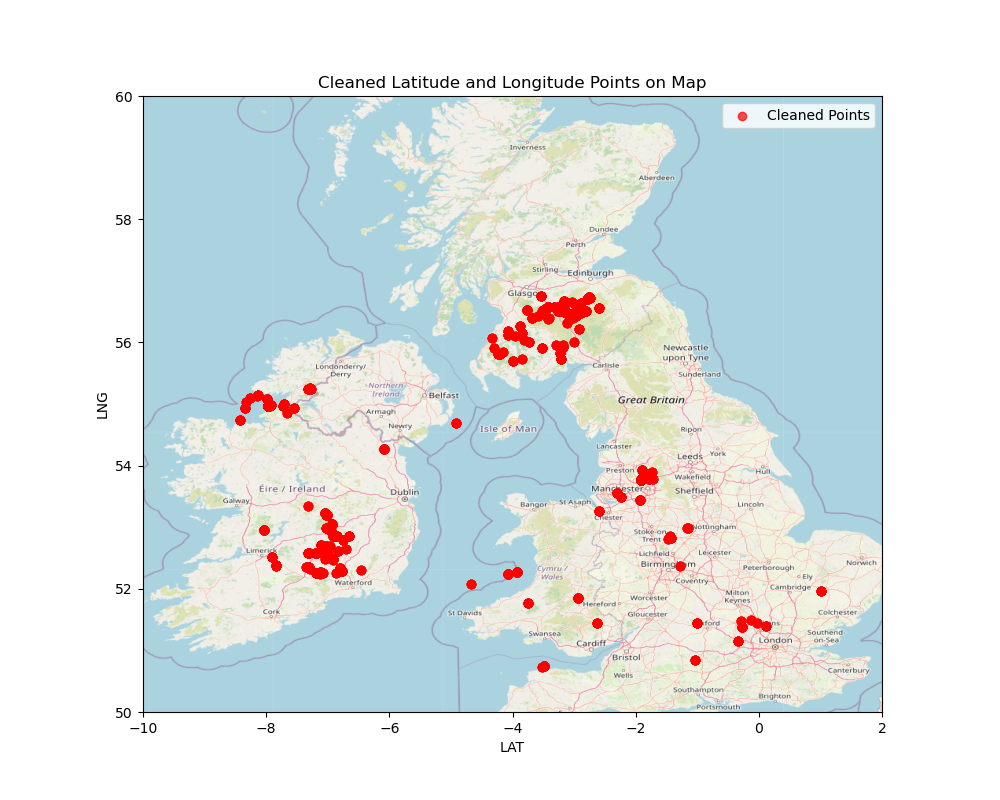 Cleaned Latitude and Longitude Points on Map
Cleaned Points
60
58
56
54
52
50
LNG
−10
−8
−6
−4
−2
0
2
LAT
Inverness
Aberdeen
Dundee
Perth
Stirling
Edinburgh
Glasgo
Newcastle
upon Tyne
Sunderland
Carlisle
Londonderry/
Derry
Northern
Ireland
Belfast
Armagh
Newry
Isle of Man
Great Britain
Ripon
Lancaster
York
Leeds
Preston
Wakefield
Hull
Manchester
Sheffield
Éire / Ireland
Dublin
Galway
Bangor
St Asaph
Chester
Lincoln
Stoke-on
Trent
Nottingham
Limerick
Lichfield
Leicester
Norwich
Cymru /
Wales
Birmingham
Peterborough
Ely
Coventry
Cambridge
Waterford
Cork
St Davids
Hereford
Worcester
Milton
Keynes
Gloucester
Colchester
Swansea
Cardiff
ford
ns
Southend
-on-Sea
London
Bristol
Wells
Canterbury
Southampton
Brighton
Portsmouth